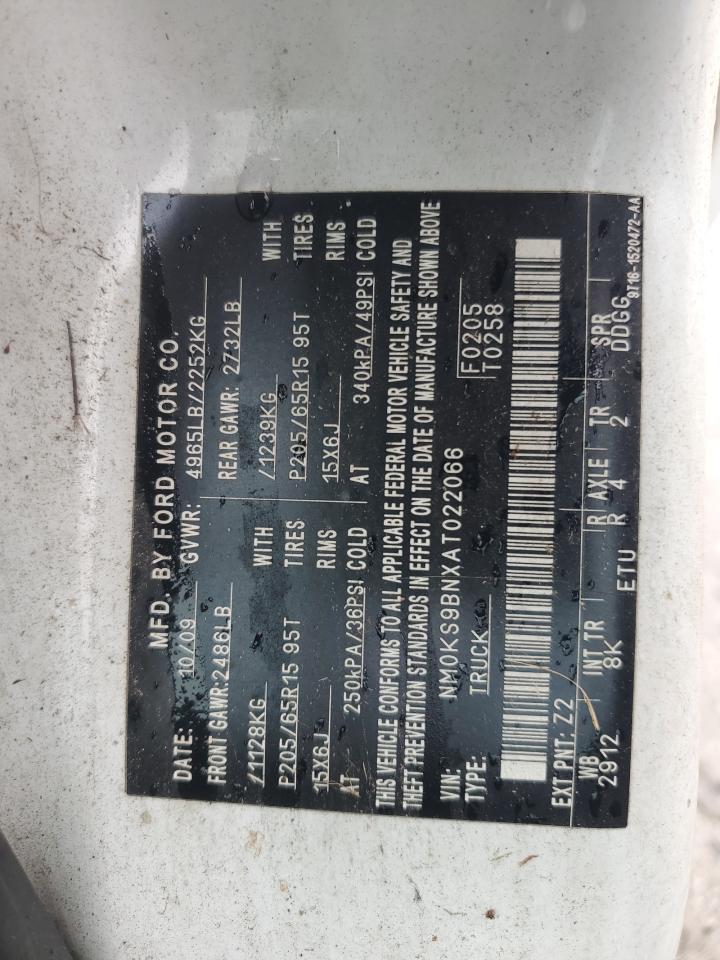 MFD. BY FORD MOTOR CO.
DATE: 10/09 GVWR: 4965LB/2252KG
FRONT GAWR: 2486LB REAR GAWR: 2732LB
/1128KG WITH /1239KG WITH
P205/65R15 95T TIRES P205/65R15 95T TIRES
15X6.J RIMS 15X6J RIMS
AT 250kPA/36PSI COLD AT 340kPA/49PSI COLD
THIS VEHICLE CONFORMS TO ALL APPLICABLE FEDERAL MOTOR VEHICLE SAFETY AND
THEFT PREVENTION STANDARDS IN EFFECT ON THE DATE OF MANUFACTURE SHOWN ABOVE
VIN: NM0KS9BNXAT022066
TYPE: TRUCK F0205
T0258
EXT PNT: Z2
WB INT TR R AXLE TR SPR
2912 8K R 4 2 DDGG
ETU 9T16-1520472-AA